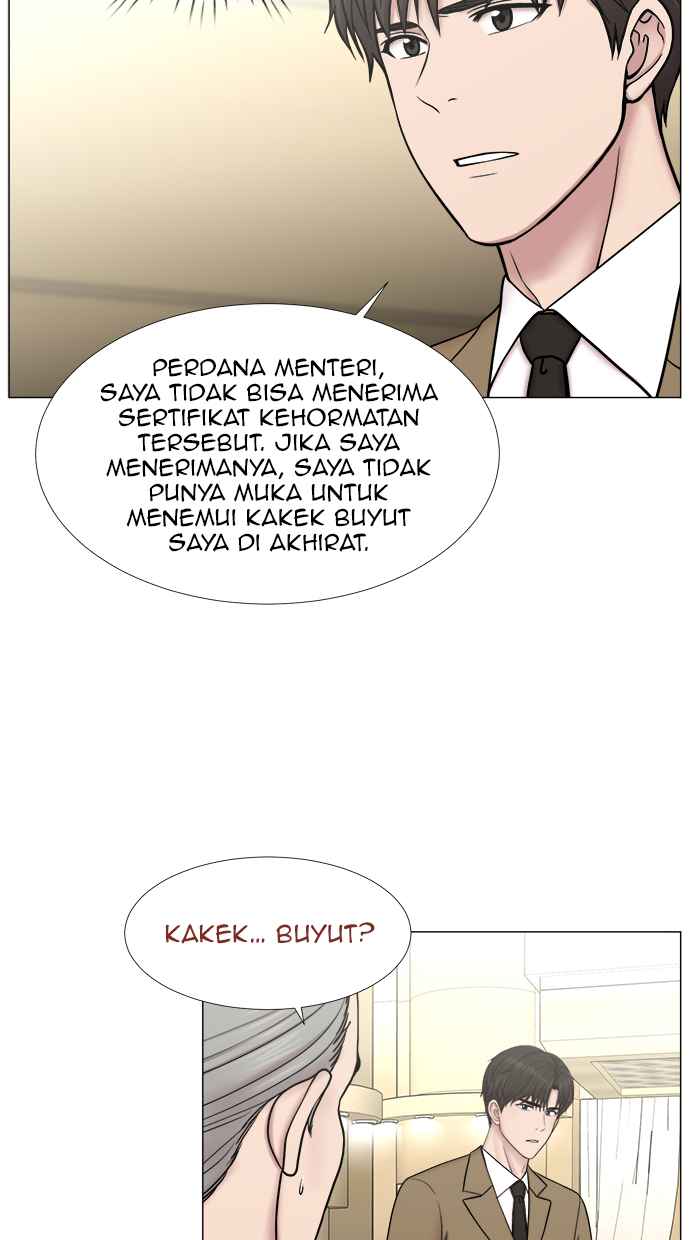 PERDANA MENTERI,
SAYA TIDAK BISA MENERIMA
SERTIFIKAT KEHORMATAN
TERSEBUT. JIKA SAYA
MENERIMANYA, SAYA TIDAK
PUNYA MUKA UNTUK
MENEMUI KAKEK BUYUT
SAYA DI AKHIRAT.
KAKEK... BUYUT?